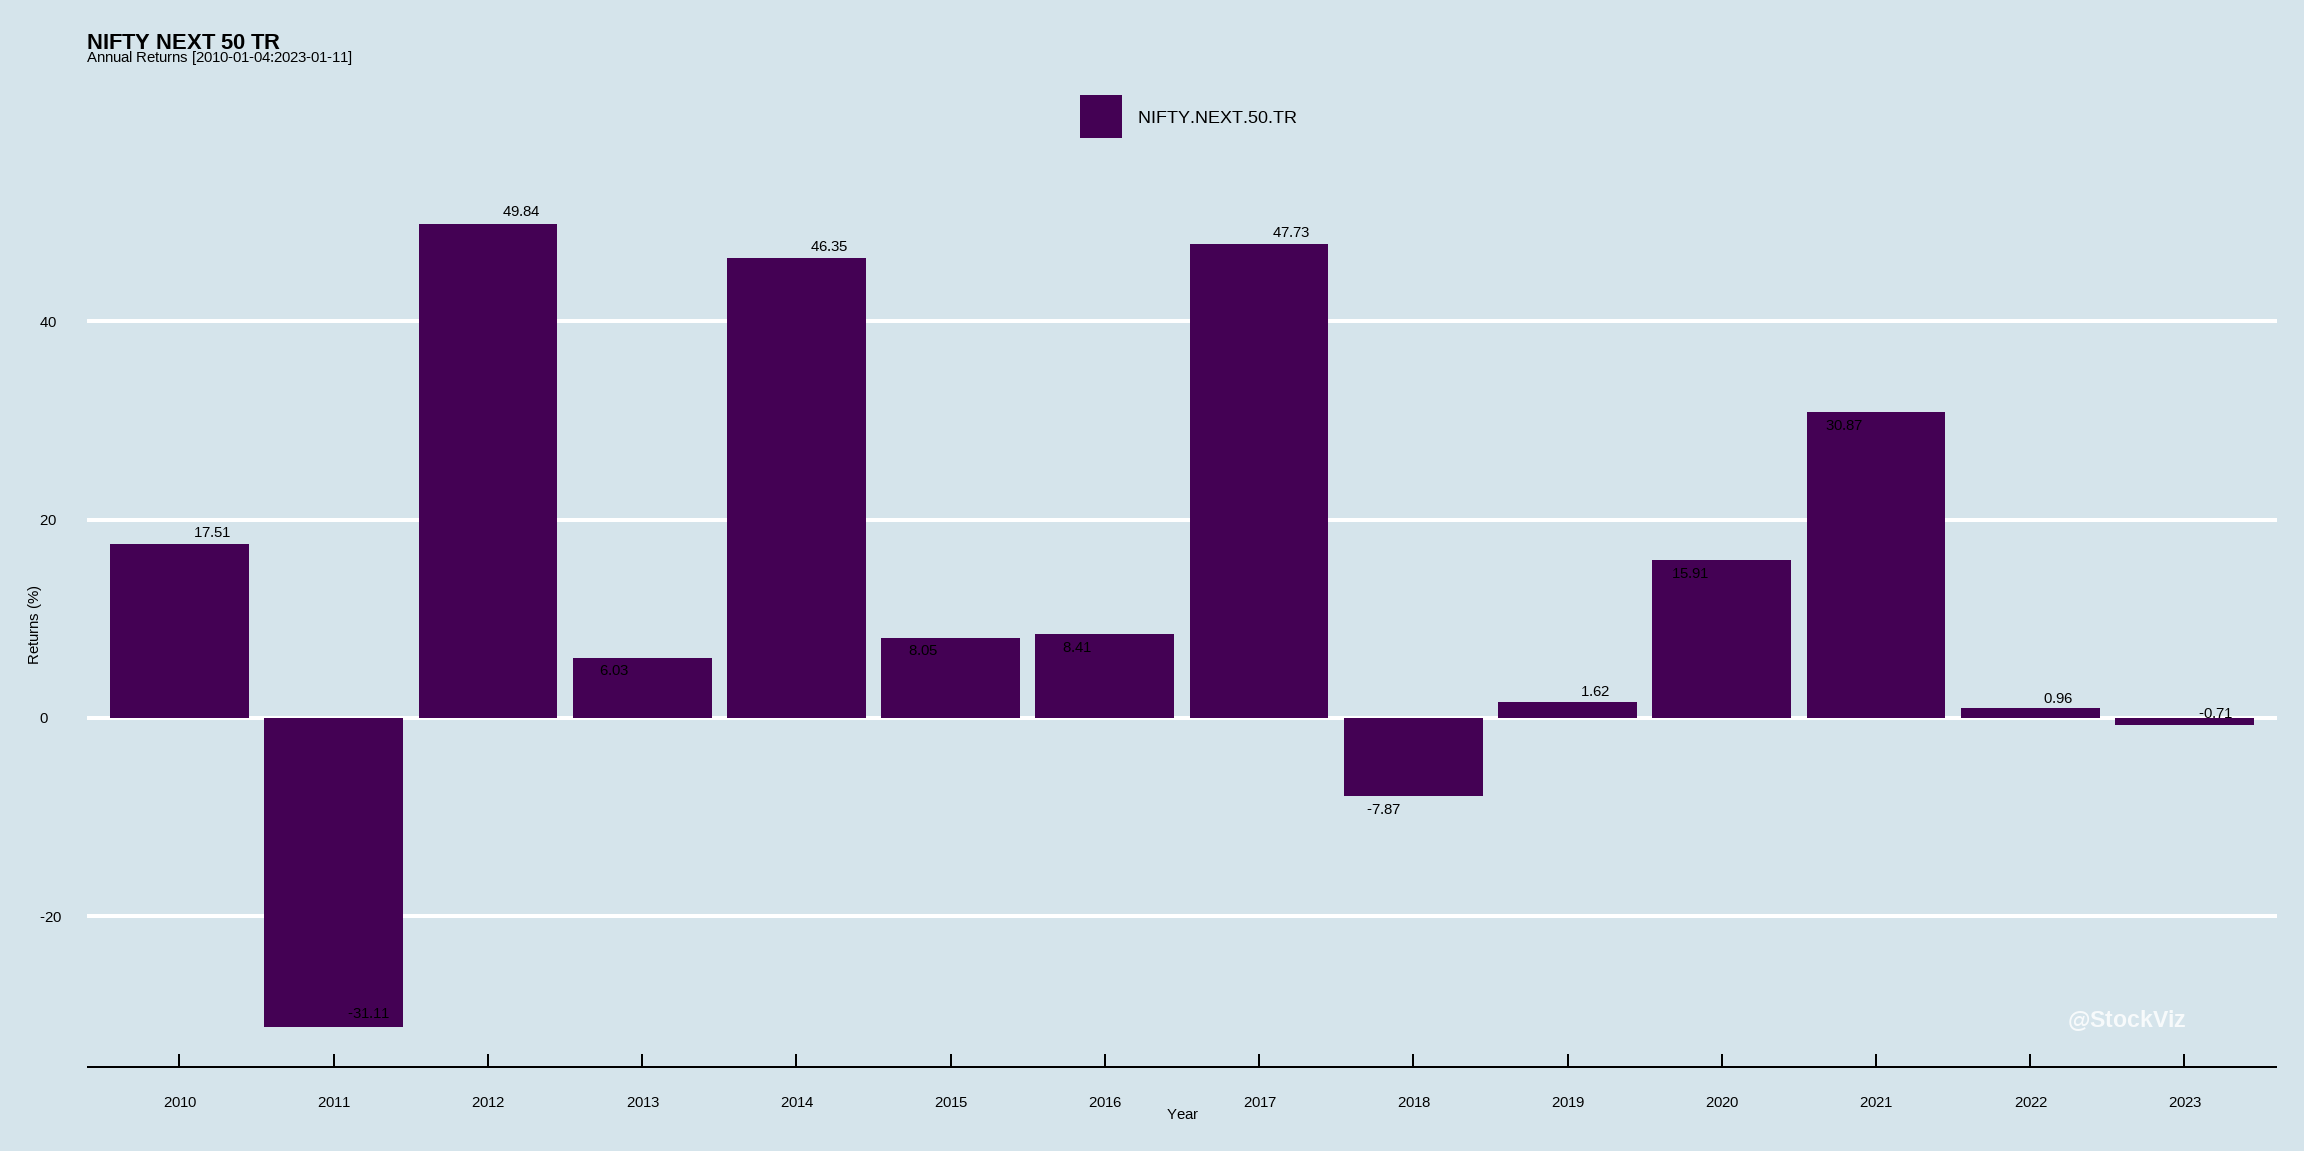 NIFTY NEXT 50 TR
Annual Returns [2010-01-04:2023-01-11]
NIFTY.NEXT.50.TR
49.84
47.73
46.35
40
30.87
20
17.51
15.91
Returns (%)
8.41
8.05
6.03
1.62
0.96
-0.71
0
-7.87
-20
-31.11
@StockViz
2010 2011 2012 2013 2014 2015 2016 2017 2018 2019 2020 2021 2022 2023
Year